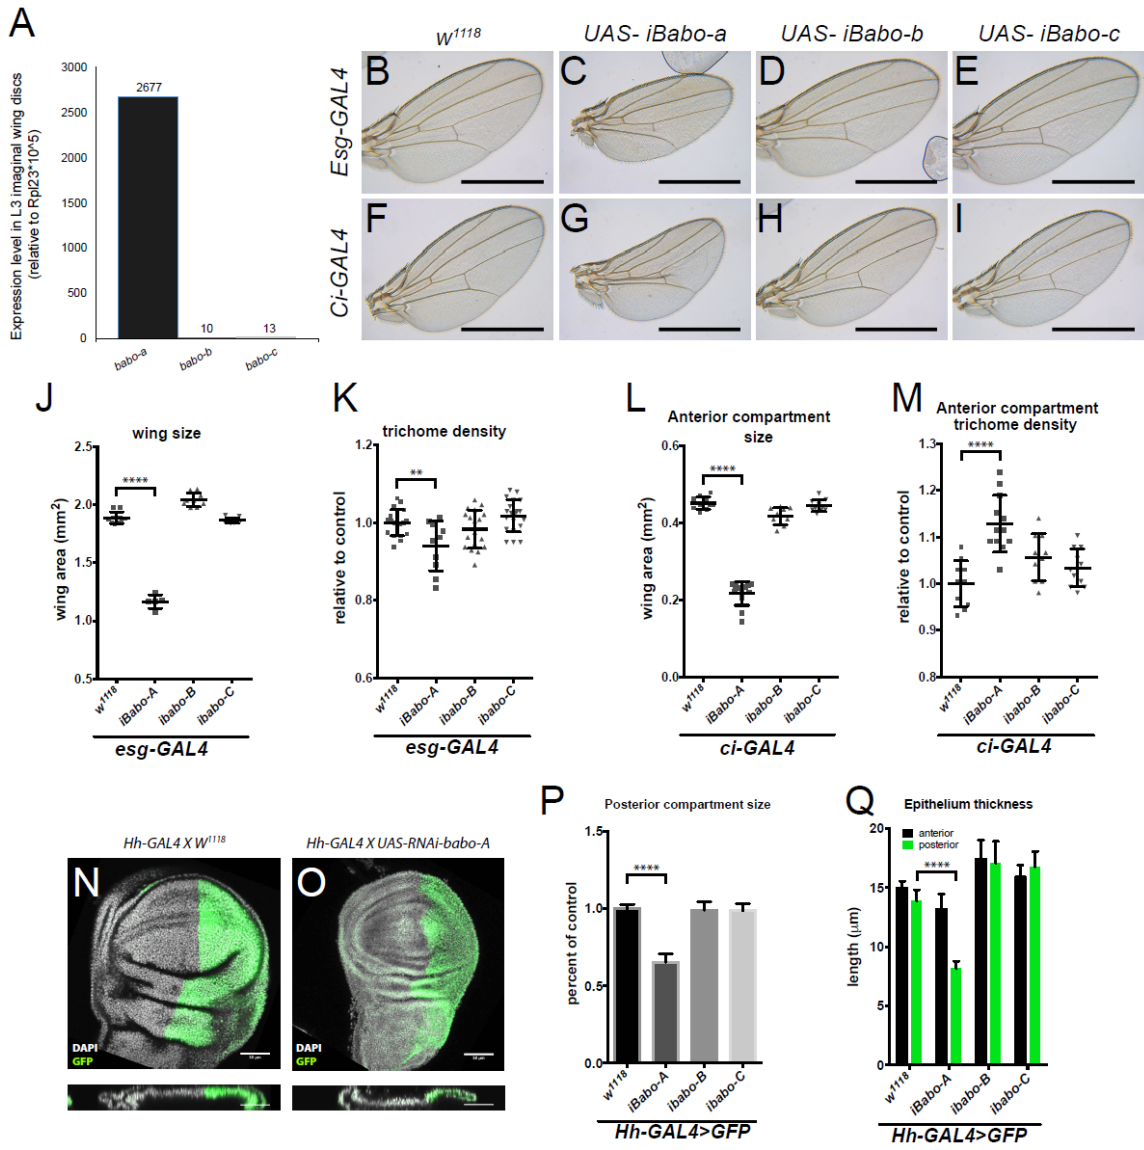 A
Expression level in L3 imaginal wing discs
(relative to Rpl23*10^5)
3000
2500
2000
1500
1000
500
0
2677
10
13
babo-a
babo-b
babo-c
W1118
UAS- iBabo-a
UAS- iBabo-b
UAS- iBabo-c
Esg-GAL4
B
C
D
E
Ci-GAL4
F
G
H
I
J
wing size
wing area (mm2)
2.5
2.0
1.5
1.0
0.5
****
w1118
iBabo-A
ibabo-B
ibabo-C
esg-GAL4
K
trichome density
relative to control
1.2
1.0
0.8
0.6
**
w1118
iBabo-A
ibabo-B
ibabo-C
esg-GAL4
L
Anterior compartment
size
wing area (mm2)
0.6
0.4
0.2
0.0
****
w1118
iBabo-A
ibabo-B
ibabo-C
ci-GAL4
M
Anterior compartment
trichome density
relative to control
1.3
1.2
1.1
1.0
0.9
0.8
****
w1118
iBabo-A
ibabo-B
ibabo-C
ci-GAL4
Hh-GAL4 X W1118
N
DAPI
GFP
Hh-GAL4 X UAS-RNAi-babo-A
O
DAPI
GFP
P
Posterior compartment size
percent of control
1.5
1.0
0.5
0.0
****
w1118
iBabo-A
ibabo-B
ibabo-C
Hh-GAL4>GFP
Q
Epithelium thickness
anterior
posterior
length (µm)
20
15
10
5
0
****
w1118
iBabo-A
ibabo-B
ibabo-C
Hh-GAL4>GFP